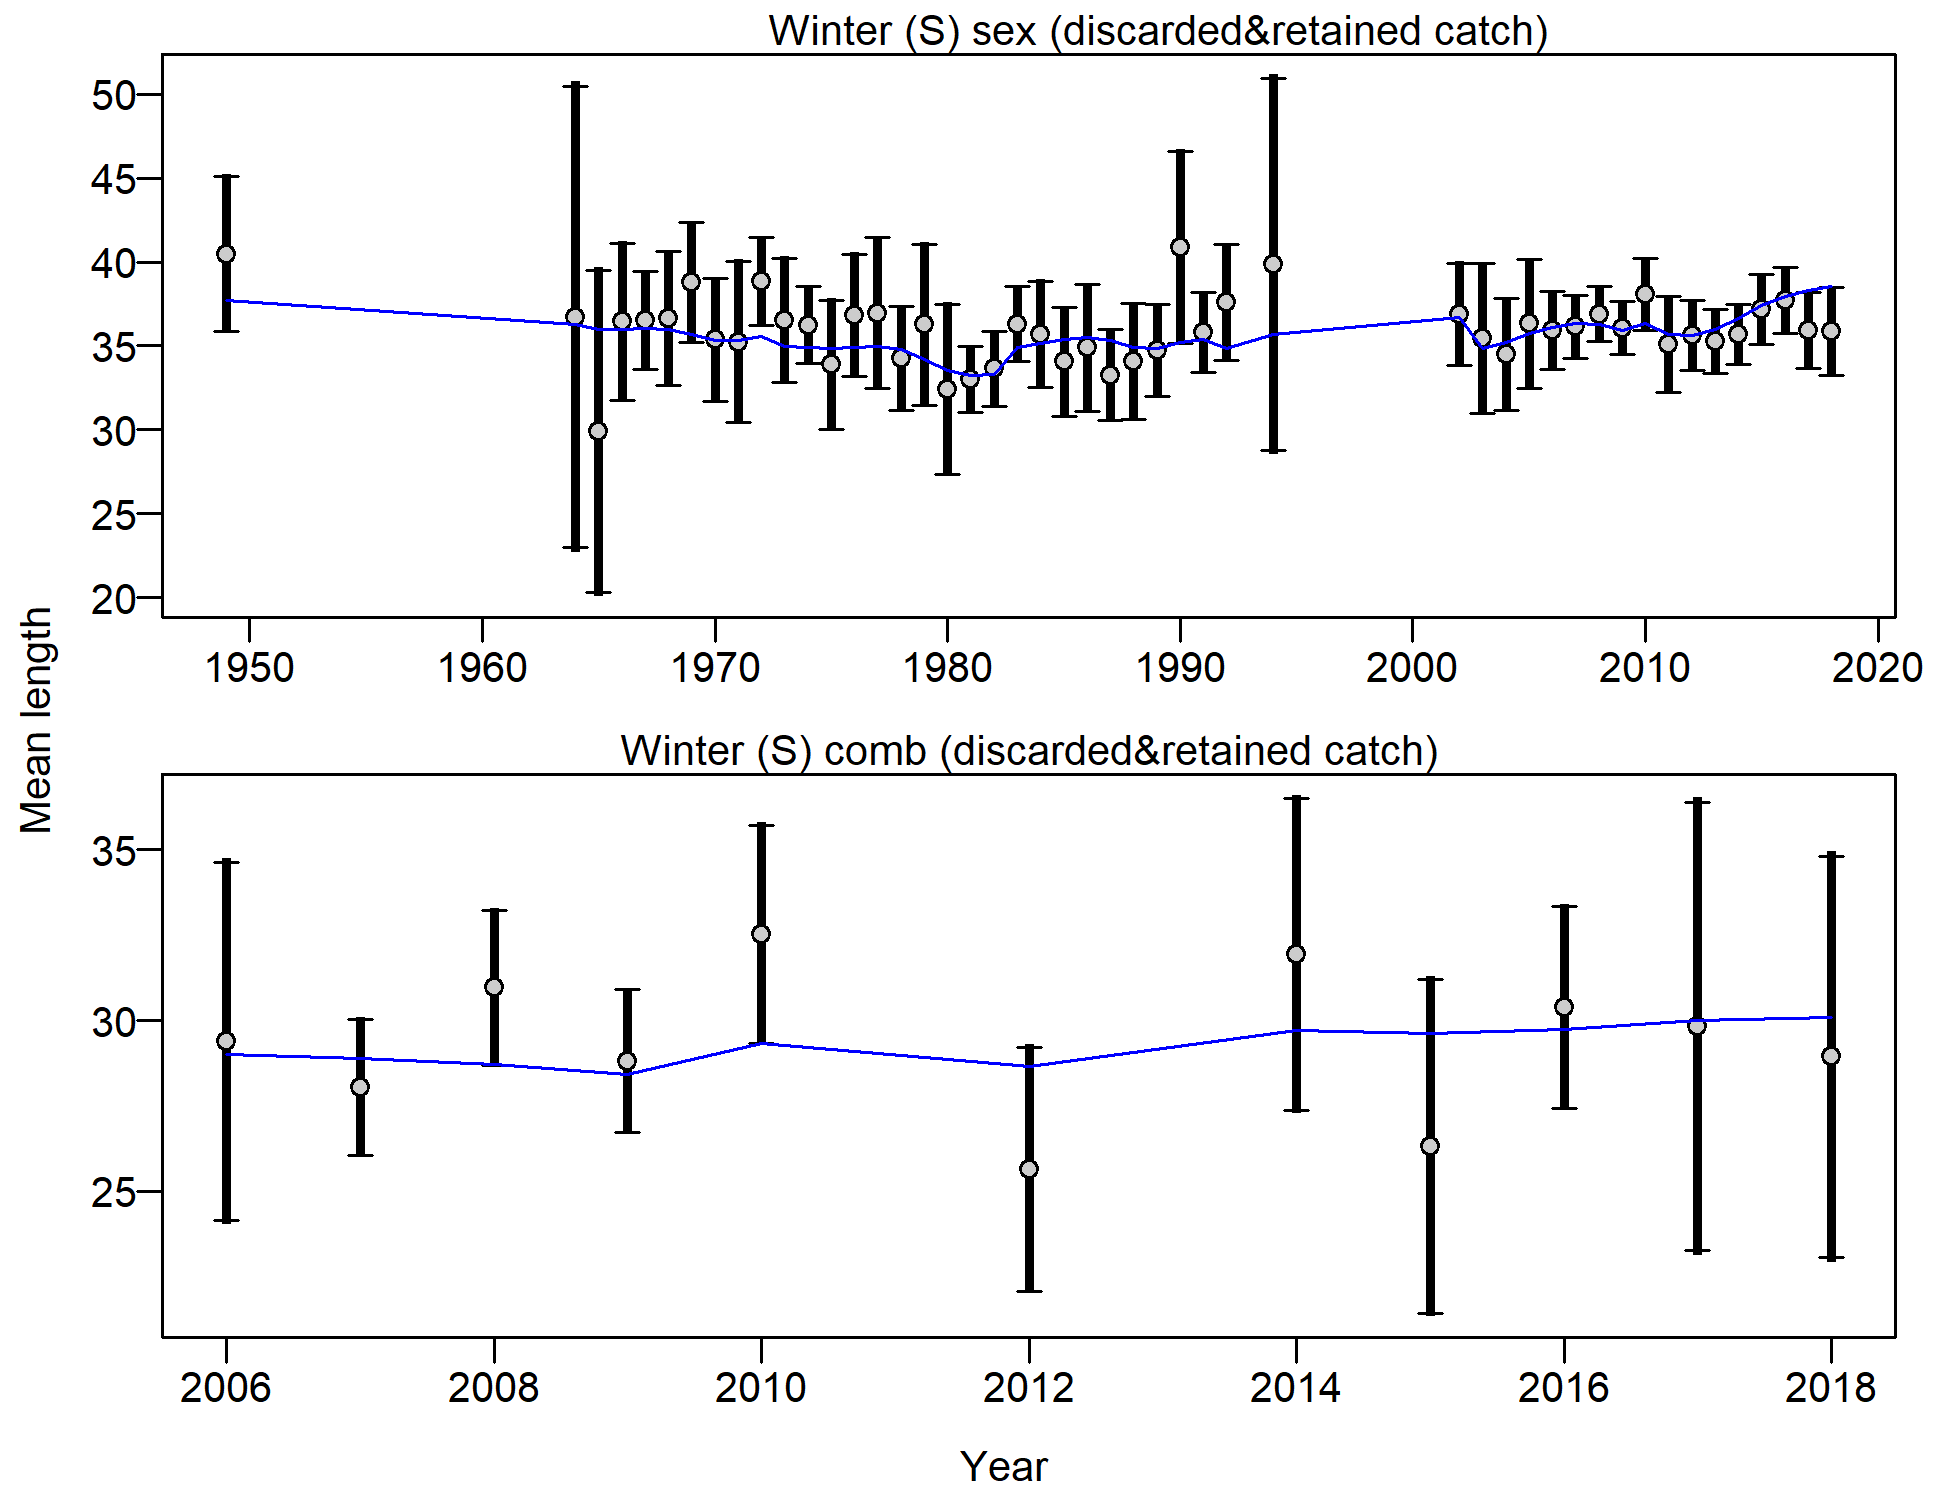 Winter (S) sex (discarded&retained catch)
50
45
40
35
30
25
20
1950 1960 1970 1980 1990 2000 2010 2020
Mean length
Winter (S) comb (discarded&retained catch)
35
30
25
2006 2008 2010 2012 2014 2016 2018
Year